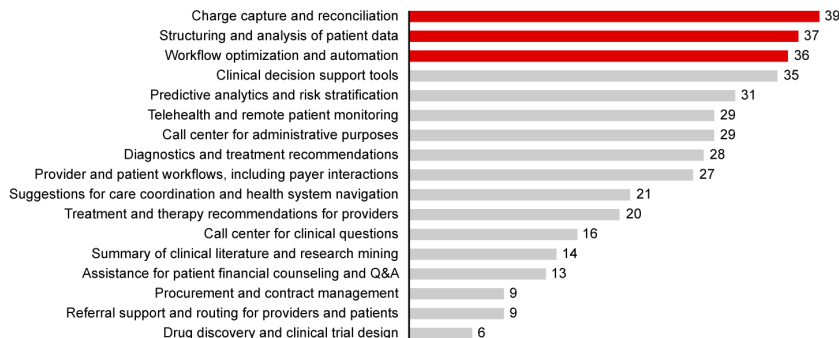 Charge capture and reconciliation 39
Structuring and analysis of patient data 37
Workflow optimization and automation 36
Clinical decision support tools 35
Predictive analytics and risk stratification 31
Telehealth and remote patient monitoring 29
Call center for administrative purposes 29
Diagnostics and treatment recommendations 28
Provider and patient workflows, including payer interactions 27
Suggestions for care coordination and health system navigation 21
Treatment and therapy recommendations for providers 20
Call center for clinical questions 16
Summary of clinical literature and research mining 14
Assistance for patient financial counseling and Q&A 13
Procurement and contract management 9
Referral support and routing for providers and patients 9
Drug discovery and clinical trial design 6